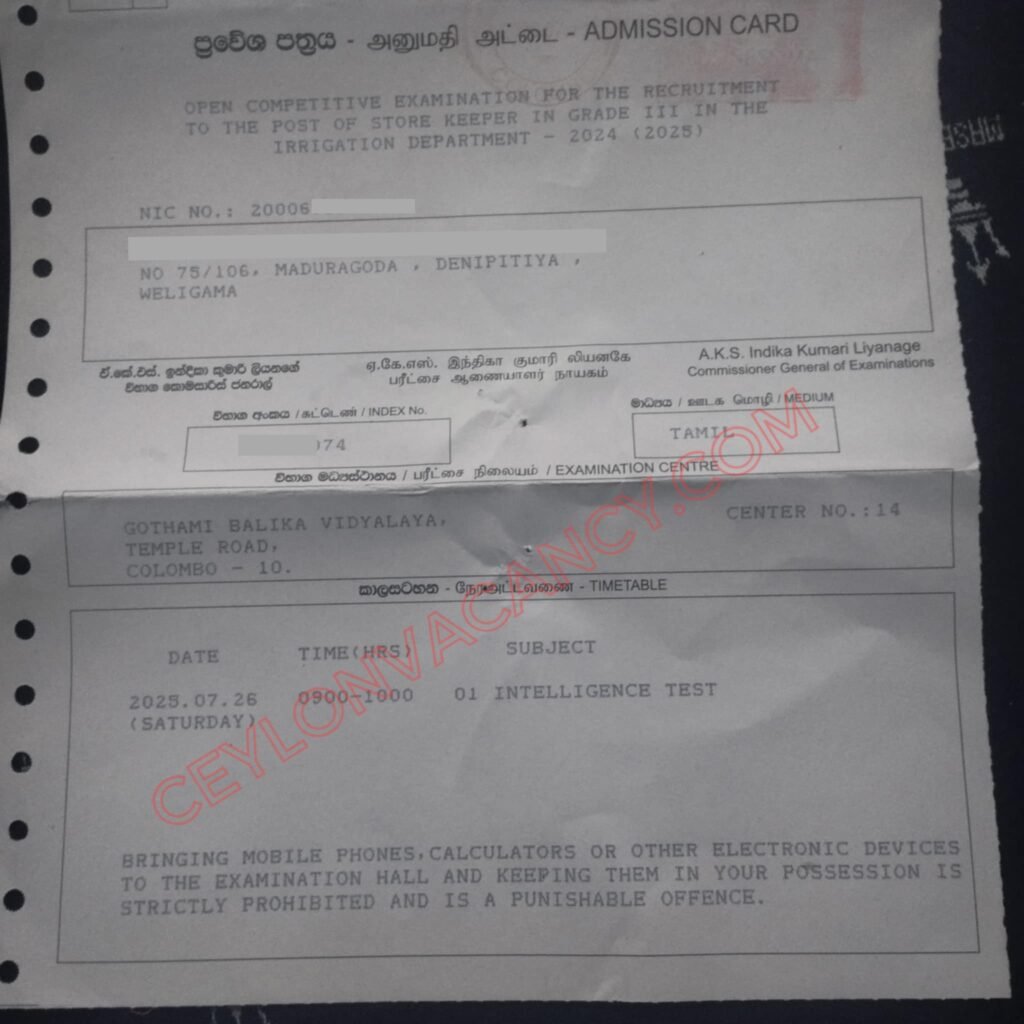 ප්‍රවේශ පත්‍රය - அனுமதி அட்டை - ADMISSION CARD
OPEN COMPETITIVE EXAMINATION FOR THE RECRUITMENT
TO THE POST OF STORE KEEPER IN GRADE III IN THE
IRRIGATION DEPARTMENT - 2024 (2025)
NIC NO.: 20006
NO 75/106, MADURAGODA , DENIPITIYA ,
WELIGAMA
ඒ.කේ.එස්. ඉන්දිකා කුමාරි ලියනගේ
විභාග කොමසාරිස් ජනරාල්
ஏ.கே.எஸ். இந்திகா குமாரி லியனகே
பரீட்சை ஆணையாளர் நாயகம்
A.K.S. Indika Kumari Liyanage
Commissioner General of Examinations
විභාග අංකය / சுட்டெண் / INDEX No.
074
මාධ්‍යය / ஊடக மொழி / MEDIUM
TAMIL
විභාග මධ්‍යස්ථානය / பரீட்சை நிலையம் / EXAMINATION CENTRE
GOTHAMI BALIKA VIDYALAYA,
TEMPLE ROAD,
COLOMBO - 10.
CENTER NO.:14
කාලසටහන - நேரஅட்டவணை - TIMETABLE
DATE TIME(HRS) SUBJECT
2025.07.26 0900-1000 01 INTELLIGENCE TEST
(SATURDAY)
BRINGING MOBILE PHONES,CALCULATORS OR OTHER ELECTRONIC DEVICES
TO THE EXAMINATION HALL AND KEEPING THEM IN YOUR POSSESSION IS
STRICTLY PROHIBITED AND IS A PUNISHABLE OFFENCE.
CEYLONVACANCY.COM